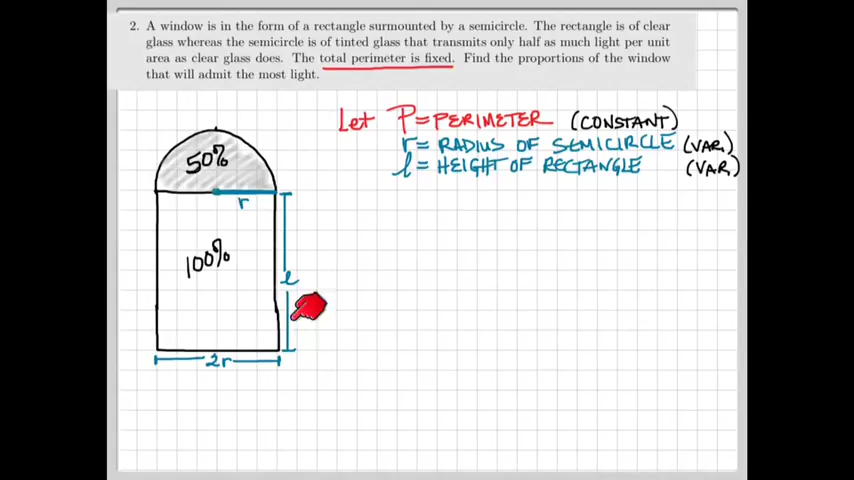 2. A window is in the form of a rectangle surmounted by a semicircle. The rectangle is of clear
glass whereas the semicircle is of tinted glass that transmits only half as much light per unit
area as clear glass does. The total perimeter is fixed. Find the proportions of the window
that will admit the most light.
Let P = PERIMETER (CONSTANT)
r = RADIUS OF SEMICIRCLE (VAR.)
l = HEIGHT OF RECTANGLE (VAR.)
50%
r
100%
l
2r